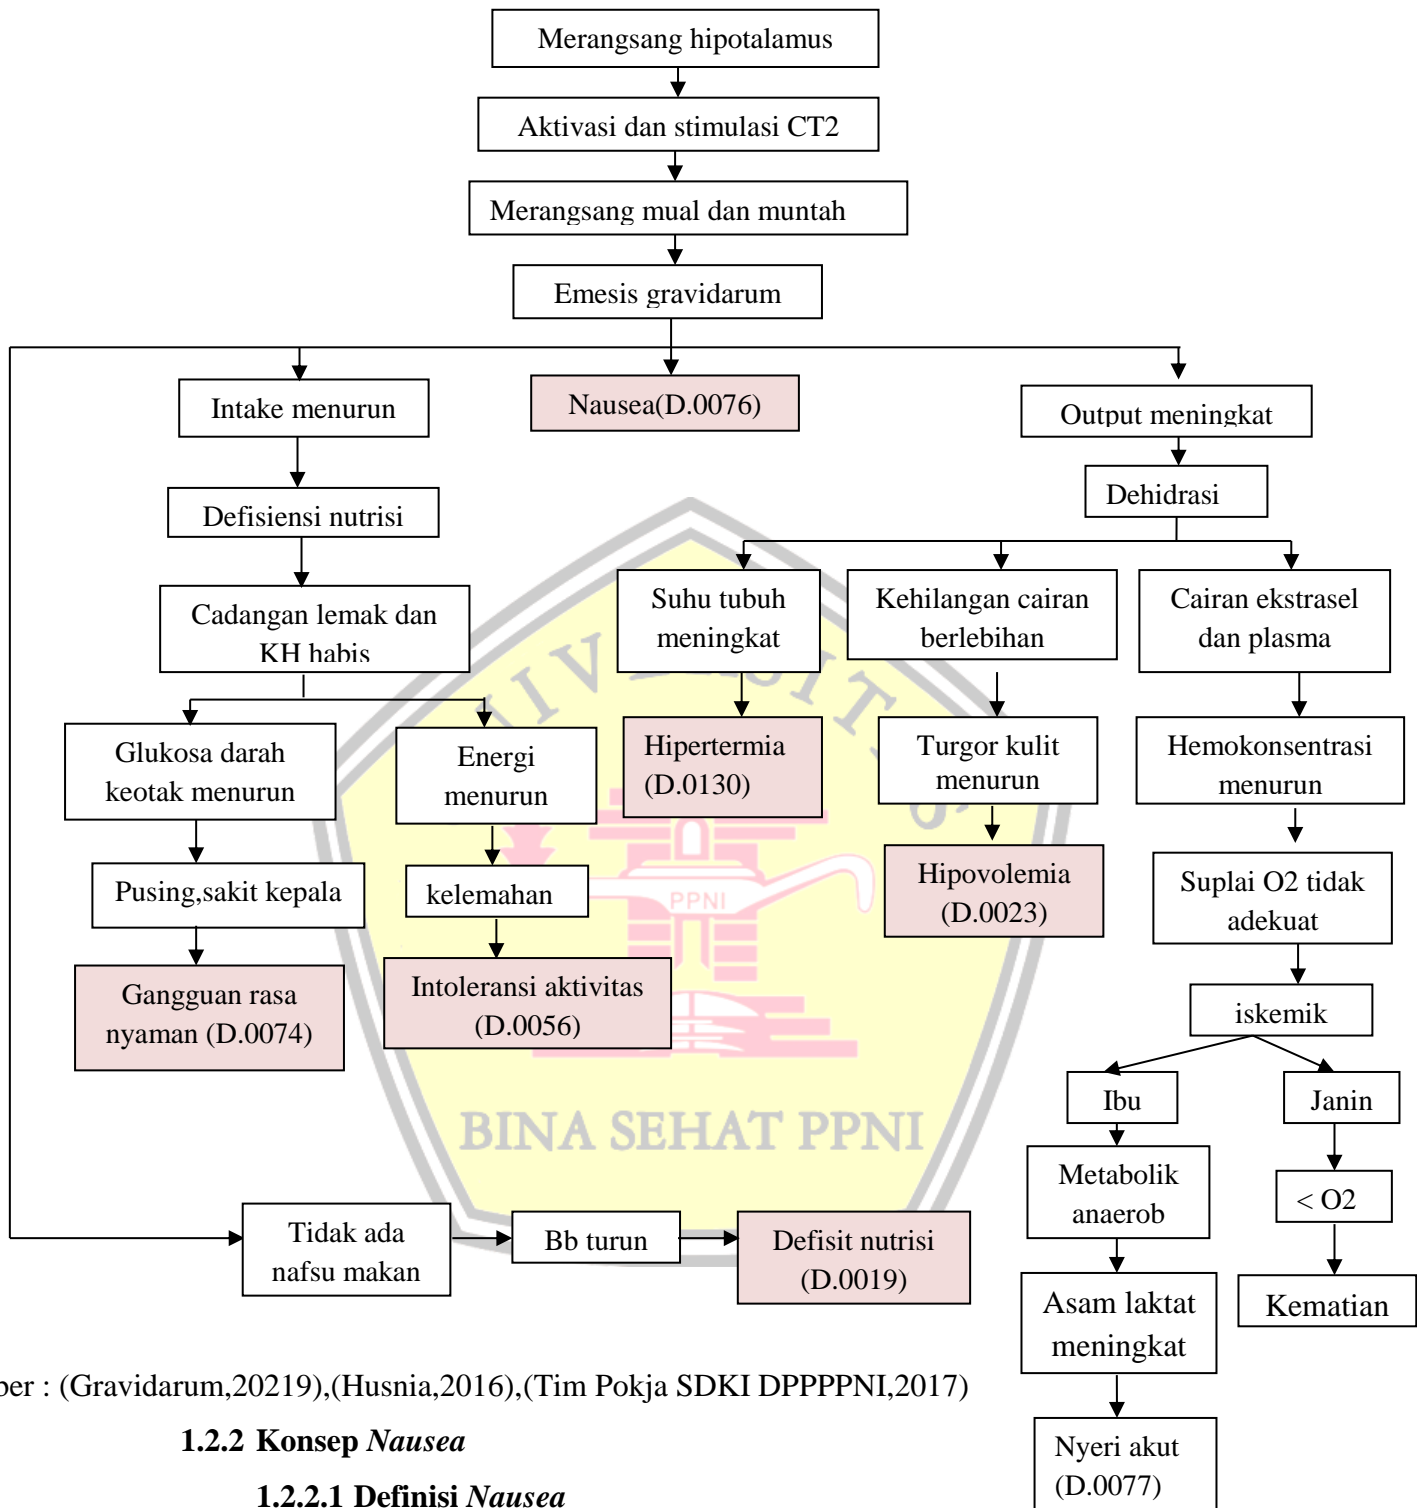 Merangsang hipotalamus
Aktivasi dan stimulasi CT2
Merangsang mual dan muntah
Emesis gravidarum
Intake menurun
Nausea(D.0076)
Output meningkat
Defisiensi nutrisi
Dehidrasi
Cadangan lemak dan
KH habis
Suhu tubuh
meningkat
Kehilangan cairan
berlebihan
Cairan ekstrasel
dan plasma
Glukosa darah
keotak menurun
Energi
menurun
Hipertermia
(D.0130)
Turgor kulit
menurun
Hemokonsentrasi
menurun
Pusing,sakit kepala
kelemahan
Hipovolemia
(D.0023)
Suplai O2 tidak
adekuat
Gangguan rasa
nyaman (D.0074)
Intoleransi aktivitas
(D.0056)
iskemik
Ibu
Janin
Metabolik
anaerob
< O2
Tidak ada
nafsu makan
Bb turun
Defisit nutrisi
(D.0019)
Asam laktat
meningkat
Kematian
Nyeri akut
(D.0077)
PPNI
BINA SEHAT PPNI
ber : (Gravidarum,20219),(Husnia,2016),(Tim Pokja SDKI DPPPPNI,2017)
1.2.2 Konsep Nausea
1.2.2.1 Definisi Nausea